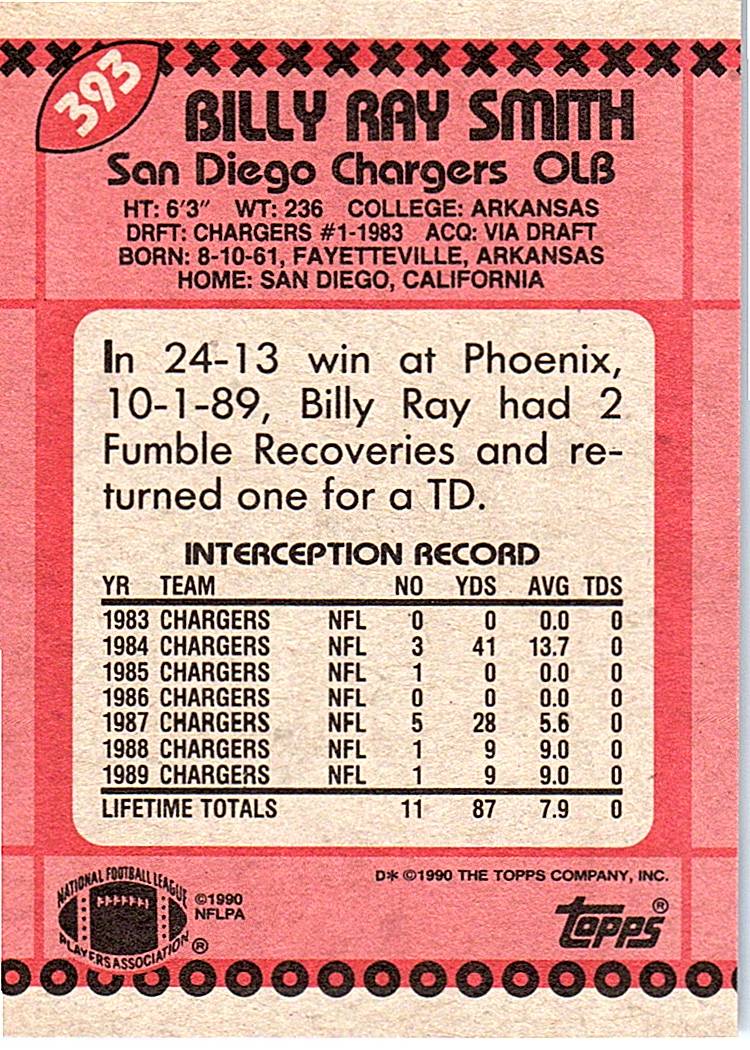 393
BILLY RAY SMITH
San Diego Chargers OLB
HT: 6'3" WT: 236 COLLEGE: ARKANSAS
DRFT: CHARGERS #1-1983 ACQ: VIA DRAFT
BORN: 8-10-61, FAYETTEVILLE, ARKANSAS
HOME: SAN DIEGO, CALIFORNIA
In 24-13 win at Phoenix,
10-1-89, Billy Ray had 2
Fumble Recoveries and re-
turned one for a TD.
INTERCEPTION RECORD
YR TEAM NO YDS AVG TDS
1983 CHARGERS NFL 0 0 0.0 0
1984 CHARGERS NFL 3 41 13.7 0
1985 CHARGERS NFL 1 0 0.0 0
1986 CHARGERS NFL 0 0 0.0 0
1987 CHARGERS NFL 5 28 5.6 0
1988 CHARGERS NFL 1 9 9.0 0
1989 CHARGERS NFL 1 9 9.0 0
LIFETIME TOTALS 11 87 7.9 0
D* ©1990 THE TOPPS COMPANY, INC.
NATIONAL FOOTBALL LEAGUE
PLAYERS ASSOCIATION ®
©1990
NFLPA
topps ®